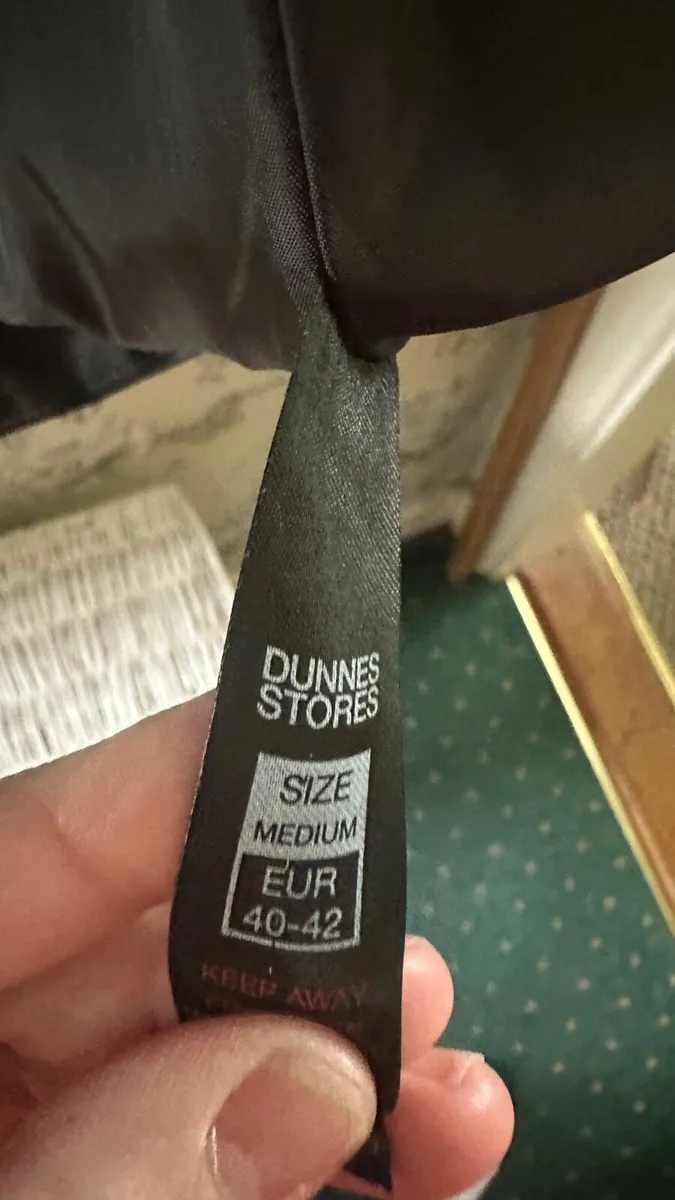 DUNNES
STORES
SIZE
MEDIUM
EUR
40-42
KEEP AWAY